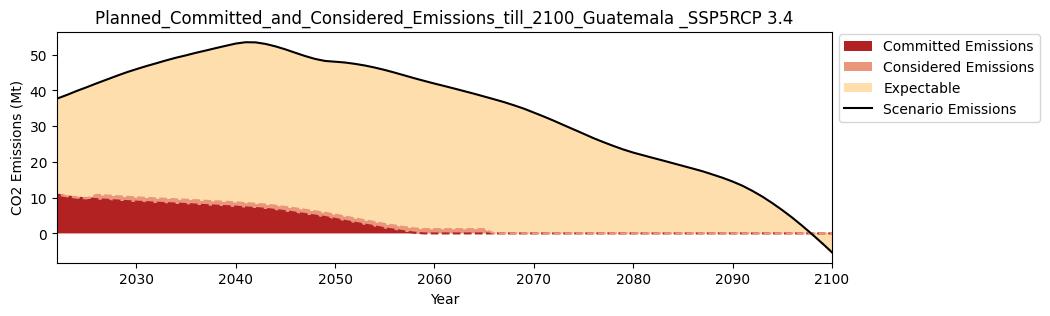 Planned_Committed_and_Considered_Emissions_till_2100_Guatemala _SSP5RCP 3.4
Committed Emissions
Considered Emissions
Expectable
Scenario Emissions
CO2 Emissions (Mt)
50
40
30
20
10
0
2030 2040 2050 2060 2070 2080 2090 2100
Year